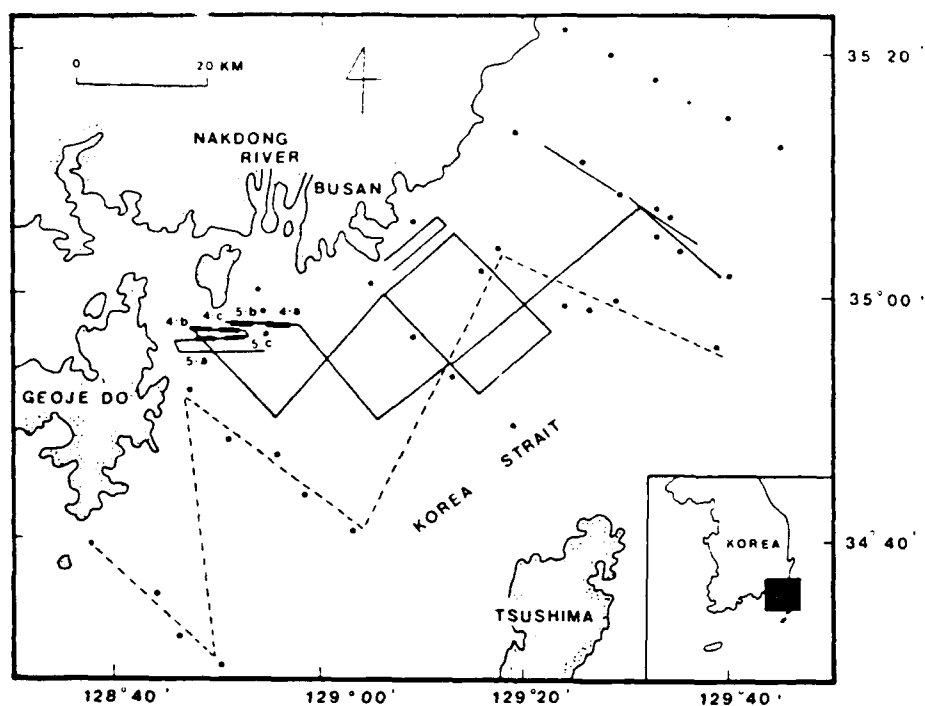 0 20 KM
35° 20'
NAKDONG
RIVER
BUSAN
35° 00'
4-b 4-c 5-b 4-a
5-c
5-a
GEOJE DO
KOREA STRAIT
34° 40'
KOREA
TSUSHIMA
128° 40' 129° 00' 129° 20' 129° 40'